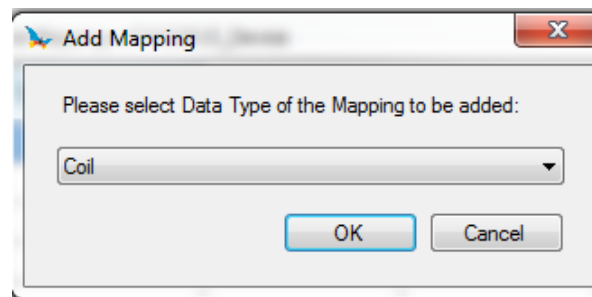 Add Mapping
Please select Data Type of the Mapping to be added:
Coil
OK Cancel